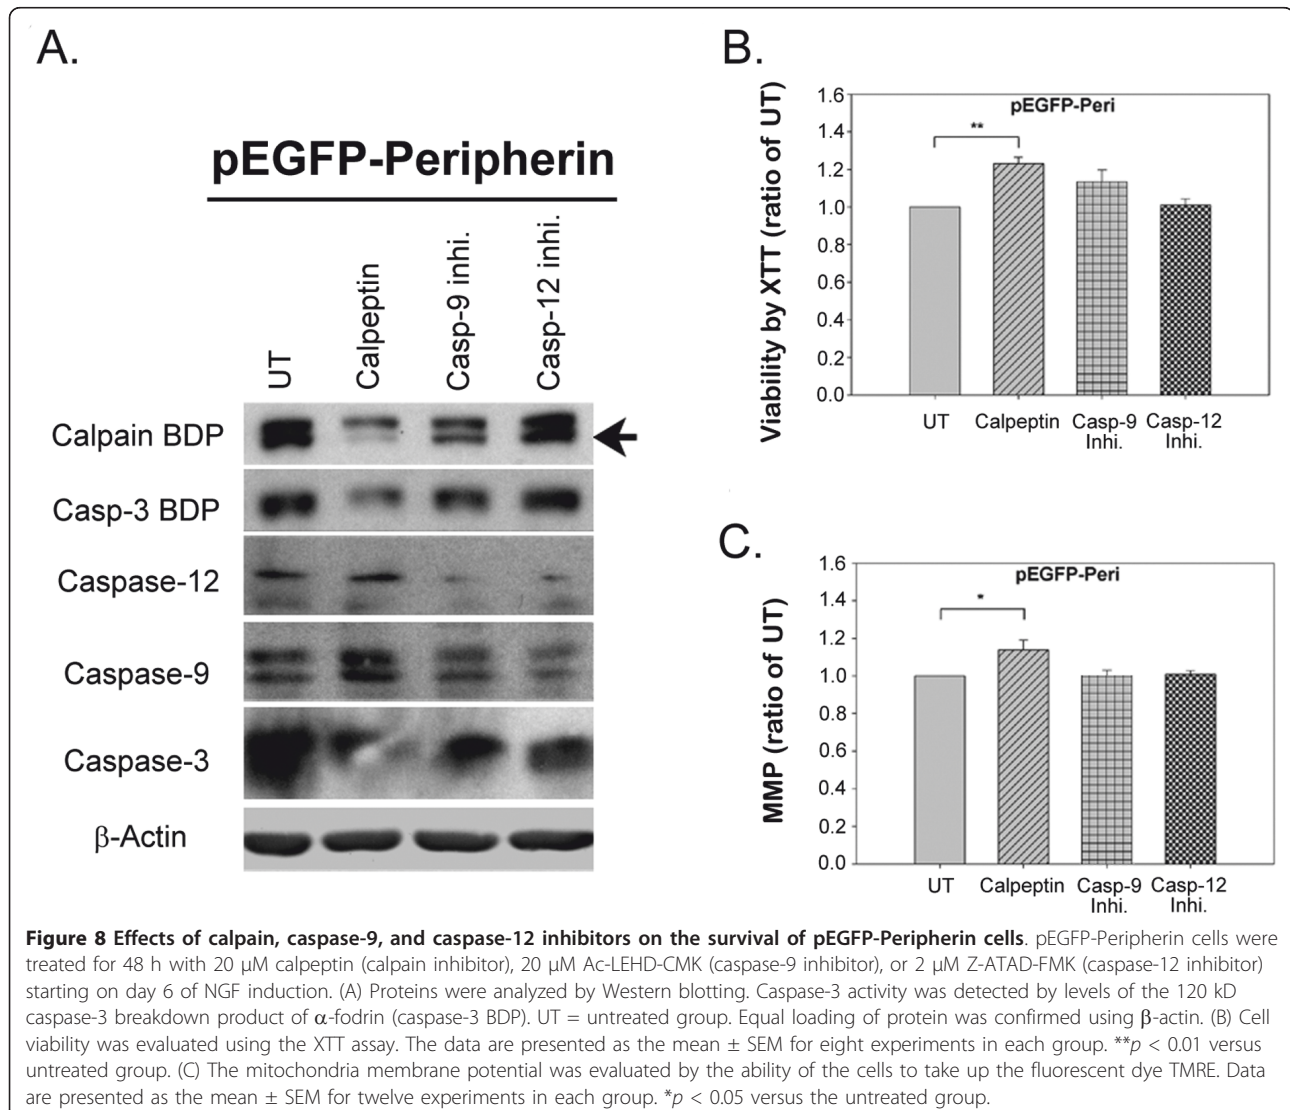 A.
pEGFP-Peripherin
UT
Calpeptin
Casp-9 inhi.
Casp-12 inhi.
Calpain BDP
Casp-3 BDP
Caspase-12
Caspase-9
Caspase-3
β-Actin
B.
Viability by XTT (ratio of UT)
1.6
1.4
1.2
1.0
0.8
0.6
0.4
0.2
0.0
pEGFP-Peri
**
UT
Calpeptin
Casp-9
Inhi.
Casp-12
Inhi.
C.
MMP (ratio of UT)
1.6
1.4
1.2
1.0
0.8
0.6
0.4
0.2
0.0
pEGFP-Peri
*
UT
Calpeptin
Casp-9
Inhi.
Casp-12
Inhi.
Figure 8 Effects of calpain, caspase-9, and caspase-12 inhibitors on the survival of pEGFP-Peripherin cells. pEGFP-Peripherin cells were
treated for 48 h with 20 μM calpeptin (calpain inhibitor), 20 μM Ac-LEHD-CMK (caspase-9 inhibitor), or 2 μM Z-ATAD-FMK (caspase-12 inhibitor)
starting on day 6 of NGF induction. (A) Proteins were analyzed by Western blotting. Caspase-3 activity was detected by levels of the 120 kD
caspase-3 breakdown product of α-fodrin (caspase-3 BDP). UT = untreated group. Equal loading of protein was confirmed using β-actin. (B) Cell
viability was evaluated using the XTT assay. The data are presented as the mean ± SEM for eight experiments in each group. **p < 0.01 versus
untreated group. (C) The mitochondria membrane potential was evaluated by the ability of the cells to take up the fluorescent dye TMRE. Data
are presented as the mean ± SEM for twelve experiments in each group. *p < 0.05 versus the untreated group.